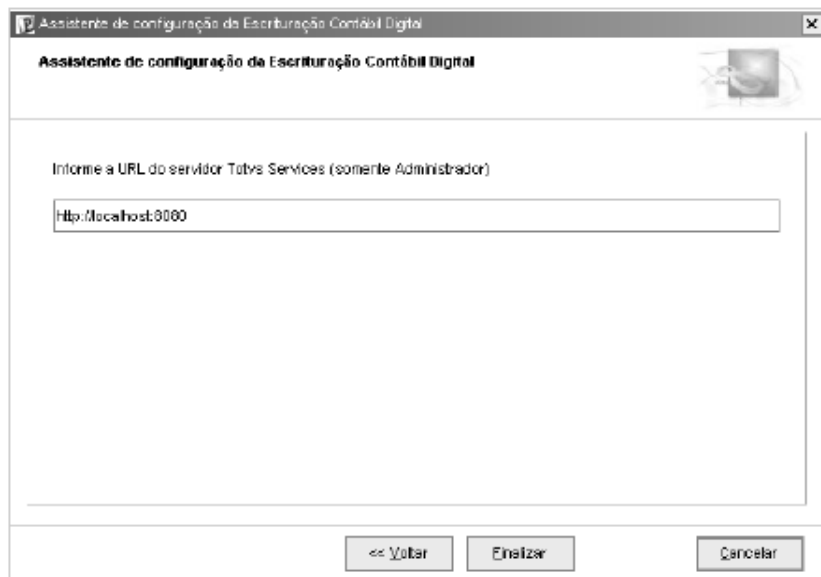 Assistente de configuração da Escrituração Contábil Digital
Assistente de configuração da Escrituração Contábil Digital
Informe a URL do servidor Totvs Services (somente Administrador)
http://localhost:8080
<< Voltar
Finalizar
Cancelar